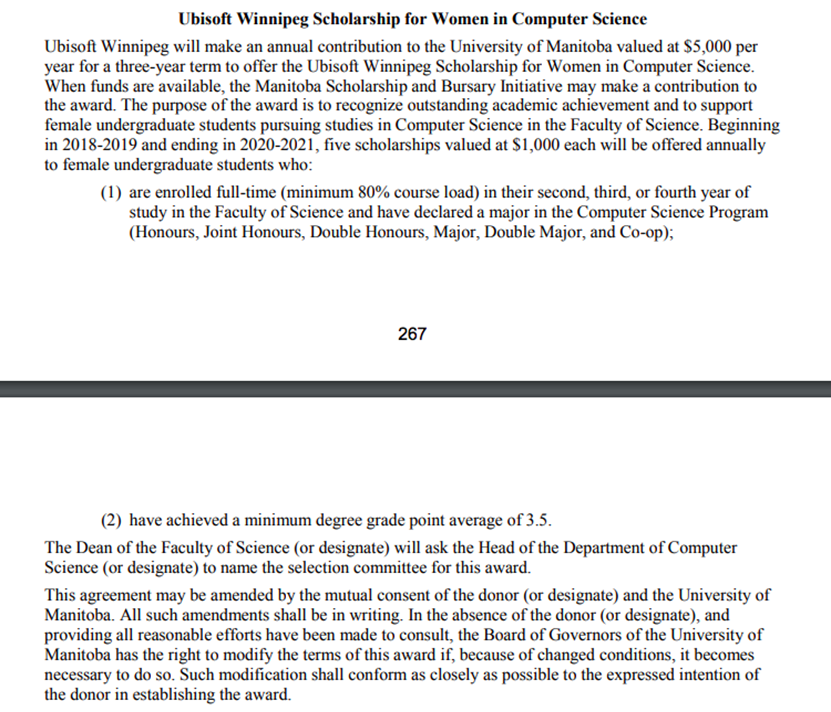 Ubisoft Winnipeg Scholarship for Women in Computer Science
Ubisoft Winnipeg will make an annual contribution to the University of Manitoba valued at $5,000 per
year for a three-year term to offer the Ubisoft Winnipeg Scholarship for Women in Computer Science.
When funds are available, the Manitoba Scholarship and Bursary Initiative may make a contribution to
the award. The purpose of the award is to recognize outstanding academic achievement and to support
female undergraduate students pursuing studies in Computer Science in the Faculty of Science. Beginning
in 2018-2019 and ending in 2020-2021, five scholarships valued at $1,000 each will be offered annually
to female undergraduate students who:
(1) are enrolled full-time (minimum 80% course load) in their second, third, or fourth year of
study in the Faculty of Science and have declared a major in the Computer Science Program
(Honours, Joint Honours, Double Honours, Major, Double Major, and Co-op);
267
(2) have achieved a minimum degree grade point average of 3.5.
The Dean of the Faculty of Science (or designate) will ask the Head of the Department of Computer
Science (or designate) to name the selection committee for this award.
This agreement may be amended by the mutual consent of the donor (or designate) and the University of
Manitoba. All such amendments shall be in writing. In the absence of the donor (or designate), and
providing all reasonable efforts have been made to consult, the Board of Governors of the University of
Manitoba has the right to modify the terms of this award if, because of changed conditions, it becomes
necessary to do so. Such modification shall conform as closely as possible to the expressed intention of
the donor in establishing the award.